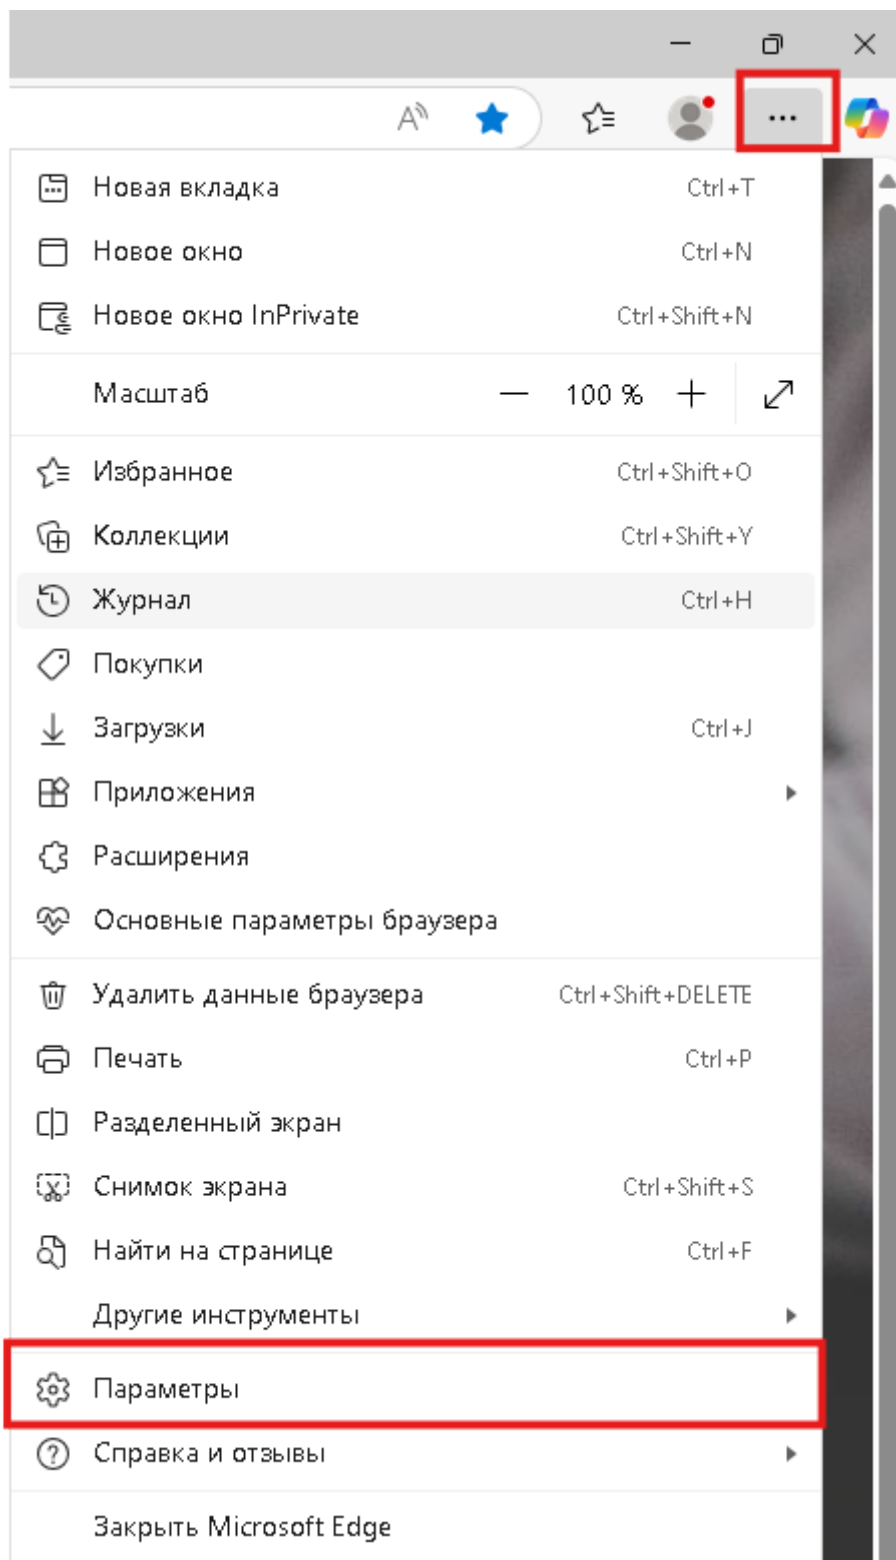 Новая вкладка Ctrl+T
Новое окно Ctrl+N
Новое окно InPrivate Ctrl+Shift+N
Масштаб — 100 % +
Избранное Ctrl+Shift+O
Коллекции Ctrl+Shift+Y
Журнал Ctrl+H
Покупки
Загрузки Ctrl+J
Приложения
Расширения
Основные параметры браузера
Удалить данные браузера Ctrl+Shift+DELETE
Печать Ctrl+P
Разделенный экран
Снимок экрана Ctrl+Shift+S
Найти на странице Ctrl+F
Другие инструменты
Параметры
Справка и отзывы
Закрыть Microsoft Edge